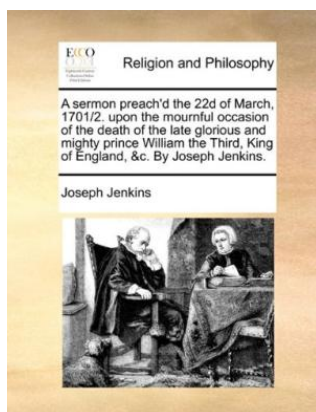 ECCO
Religion and Philosophy
A sermon preach'd the 22d of March,
1701/2. upon the mournful occasion
of the death of the late glorious and
mighty prince William the Third, King
of England, &c. By Joseph Jenkins.
Joseph Jenkins